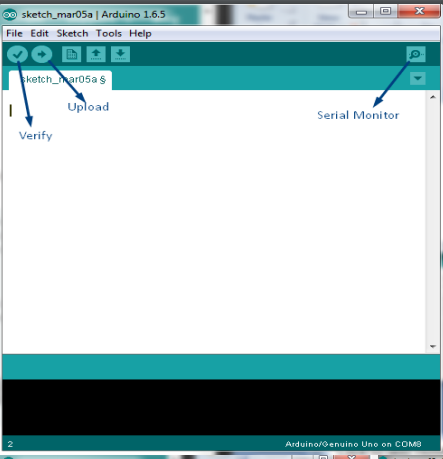 sketch_mar05a | Arduino 1.6.5
File Edit Sketch Tools Help
sketch_mar05a §
Upload
Serial Monitor
Verify
2
Arduino/Genuino Uno on COM8